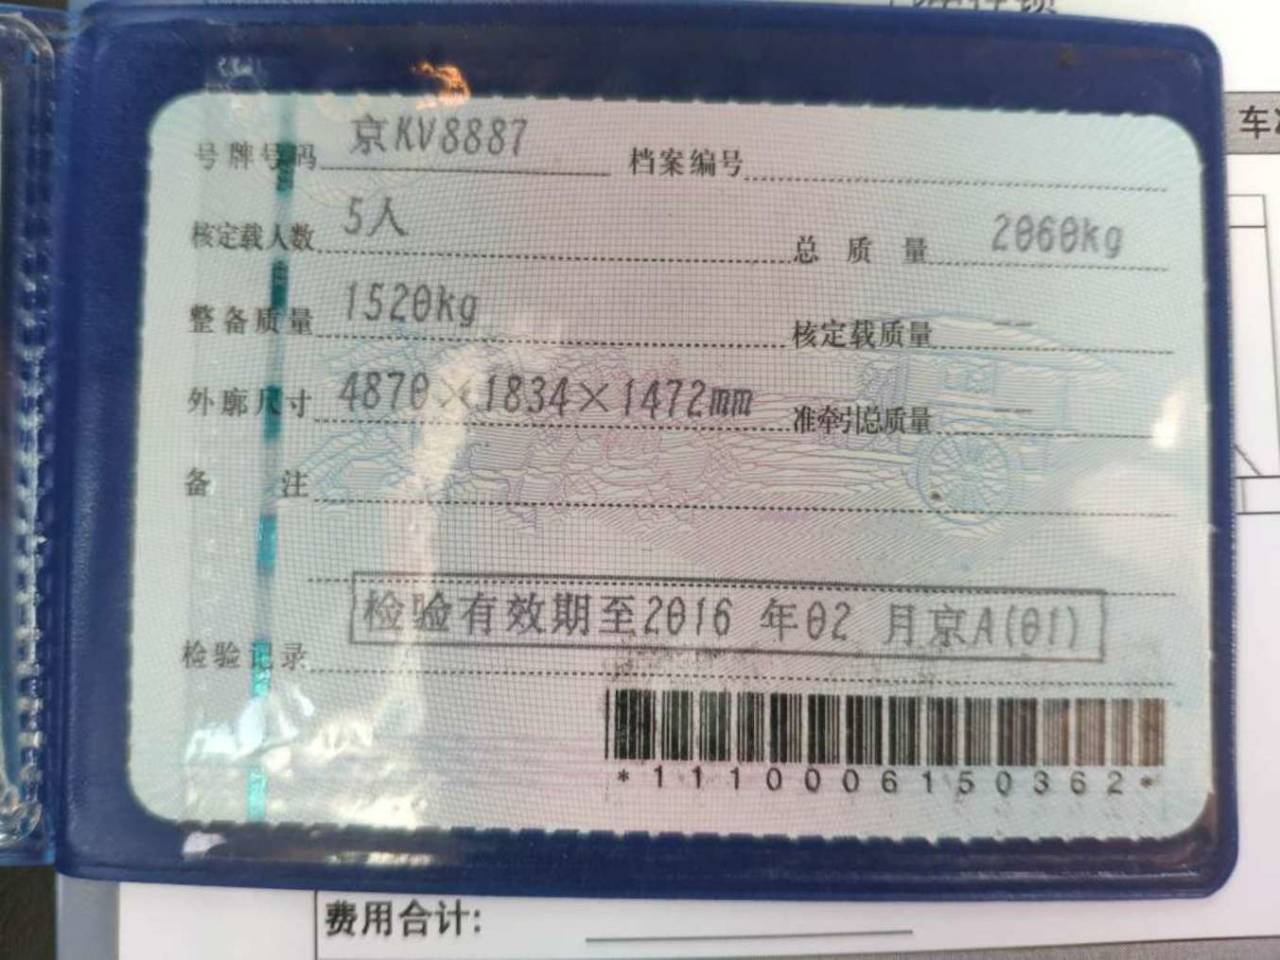 号牌号码 京KV8887 档案编号
核定载人数 5人 总质量 2060kg
整备质量 1520kg 核定载质量 --
外廓尺寸 4870×1834×1472mm 准牵引总质量 --
备注
检验有效期至2016 年02 月京A(01)
检验记录
*1110006150362*
费用合计: